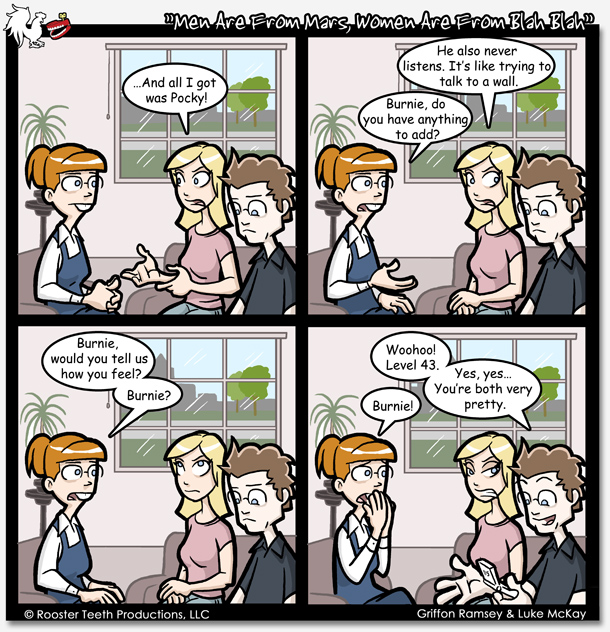 "Men Are From Mars, Women Are From Blah Blah"
...And all I got
was Pocky!
He also never
listens. It's like trying to
talk to a wall.
Burnie, do
you have anything
to add?
Burnie,
would you tell us
how you feel?
Burnie?
Woohoo!
Level 43.
Yes, yes...
You're both very
pretty.
Burnie!
© Rooster Teeth Productions, LLC
Griffon Ramsey & Luke McKay